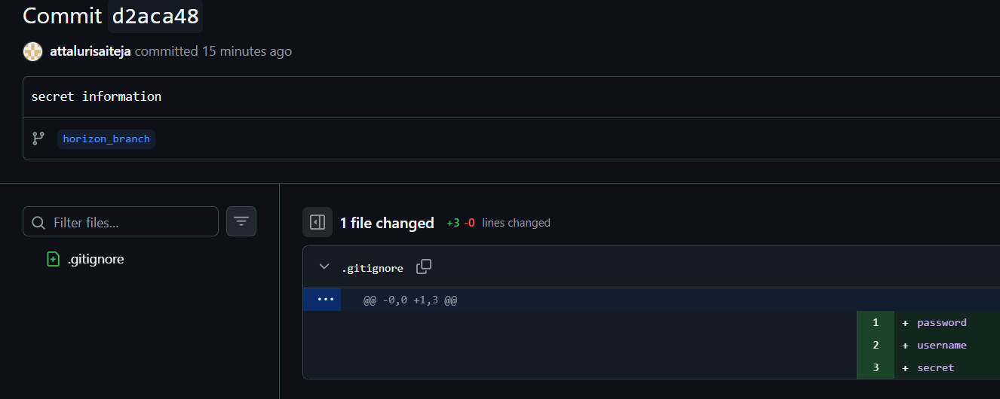 Commit d2aca48
attalurisaiteja committed 15 minutes ago
secret information
horizon_branch
Filter files...
.gitignore
1 file changed +3 -0 lines changed
.gitignore
@@ -0,0 +1,3 @@
1 + password
2 + username
3 + secret